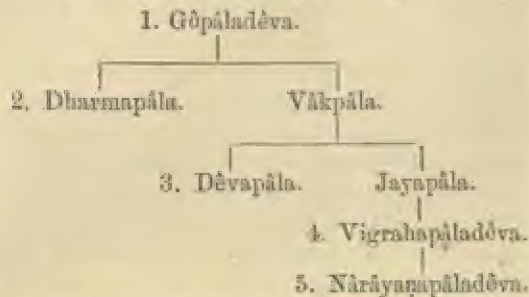 1. Gôpâladêva.
2. Dharmapâla. Vâkpâla.
3. Dêvapâla. Jayapâla.
4. Vigrahapâladêva.
5. Nârâyaṇapâladêva.